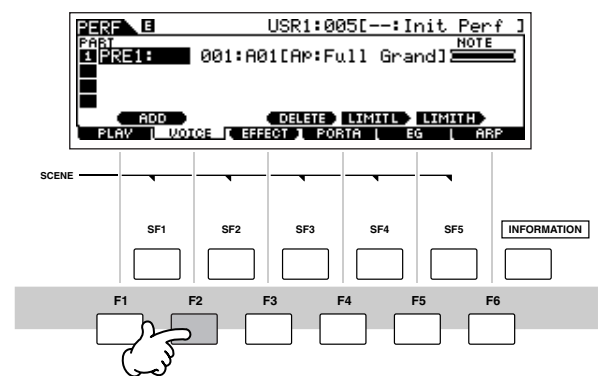 PERF E USR1:005[--:Init Perf ]
PART NOTE
1 PRE1: 001:A01[AP:Full Grand]
ADD DELETE LIMITL LIMITH
PLAY VOICE EFFECT PORTA EG ARP
SCENE
SF1 SF2 SF3 SF4 SF5 INFORMATION
F1 F2 F3 F4 F5 F6